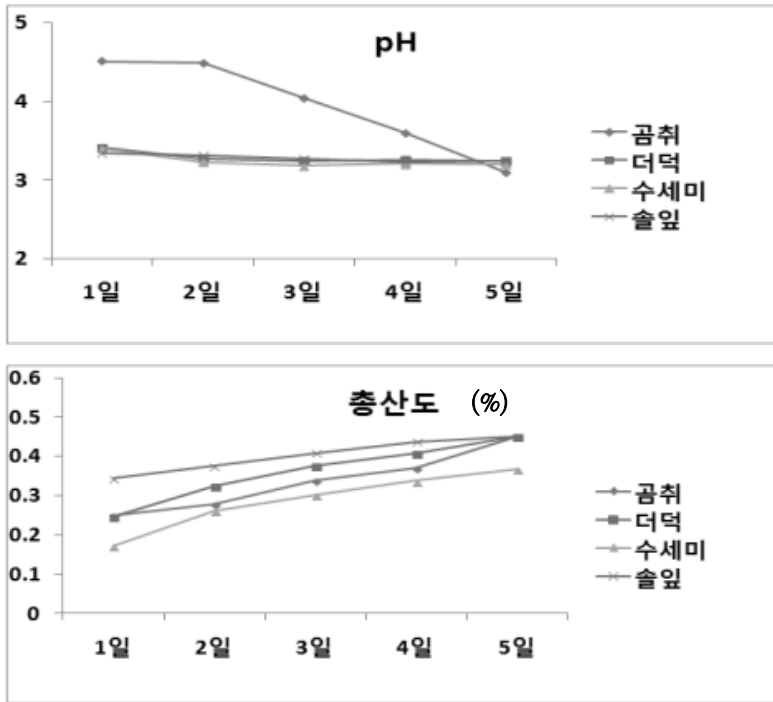 pH
5
4
3
2
1일 2일 3일 4일 5일
곰취
더덕
수세미
솔잎
총산도 (%)
0.6
0.5
0.4
0.3
0.2
0.1
0
1일 2일 3일 4일 5일
곰취
더덕
수세미
솔잎